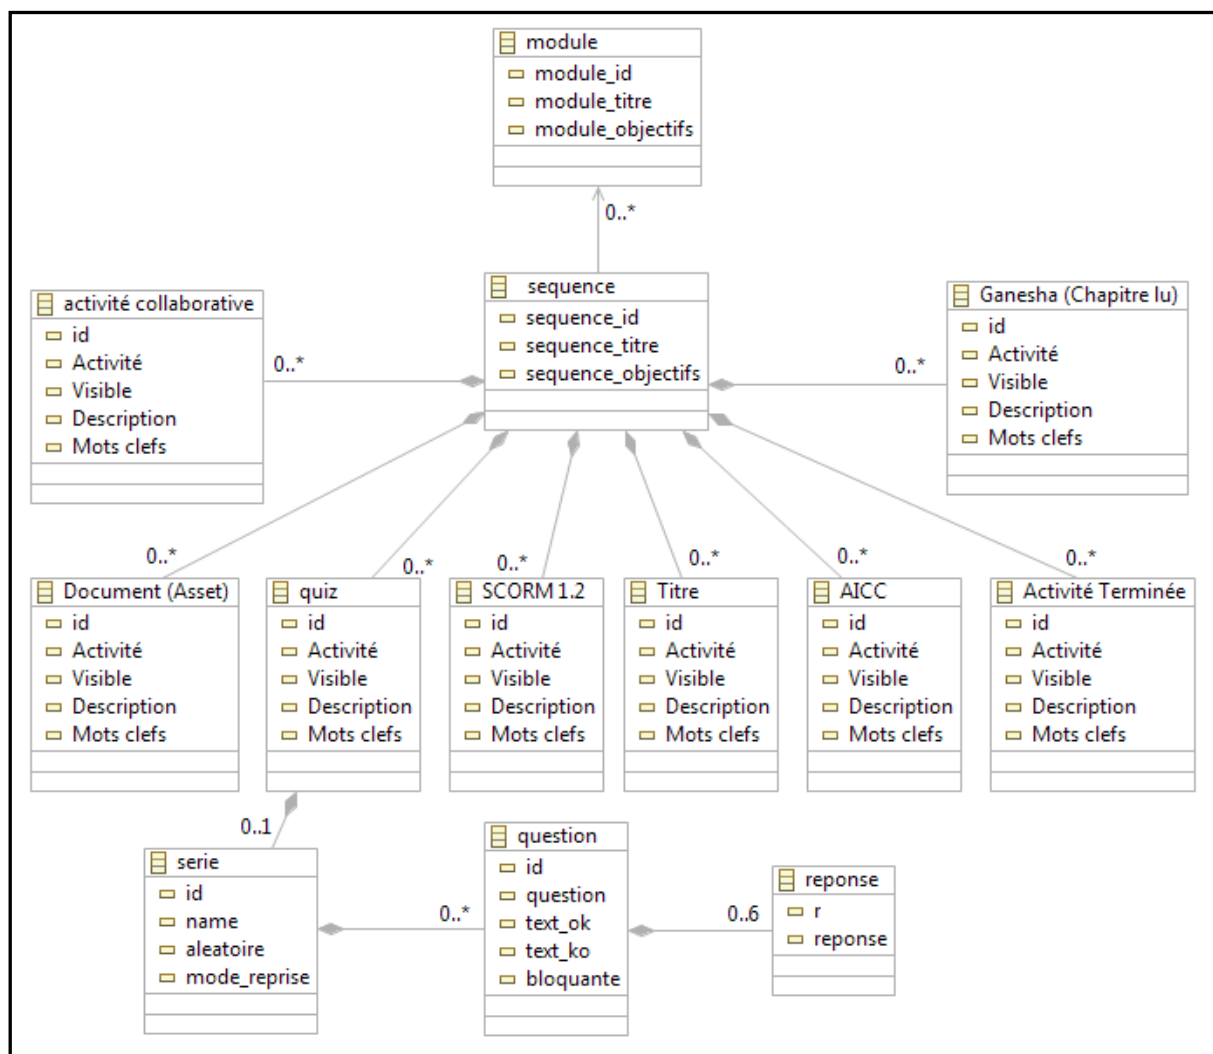 module
module_id
module_titre
module_objectifs
0..*
sequence
sequence_id
sequence_titre
sequence_objectifs
activité collaborative
id
Activité
Visible
Description
Mots clefs
0..*
Ganesha (Chapitre lu)
id
Activité
Visible
Description
Mots clefs
0..*
0..*
Document (Asset)
id
Activité
Visible
Description
Mots clefs
0..*
quiz
id
Activité
Visible
Description
Mots clefs
0..*
SCORM 1.2
id
Activité
Visible
Description
Mots clefs
0..*
Titre
id
Activité
Visible
Description
Mots clefs
0..*
AICC
id
Activité
Visible
Description
Mots clefs
0..*
Activité Terminée
id
Activité
Visible
Description
Mots clefs
0..1
serie
id
name
aleatoire
mode_reprise
0..*
question
id
question
text_ok
text_ko
bloquante
0..6
reponse
r
reponse